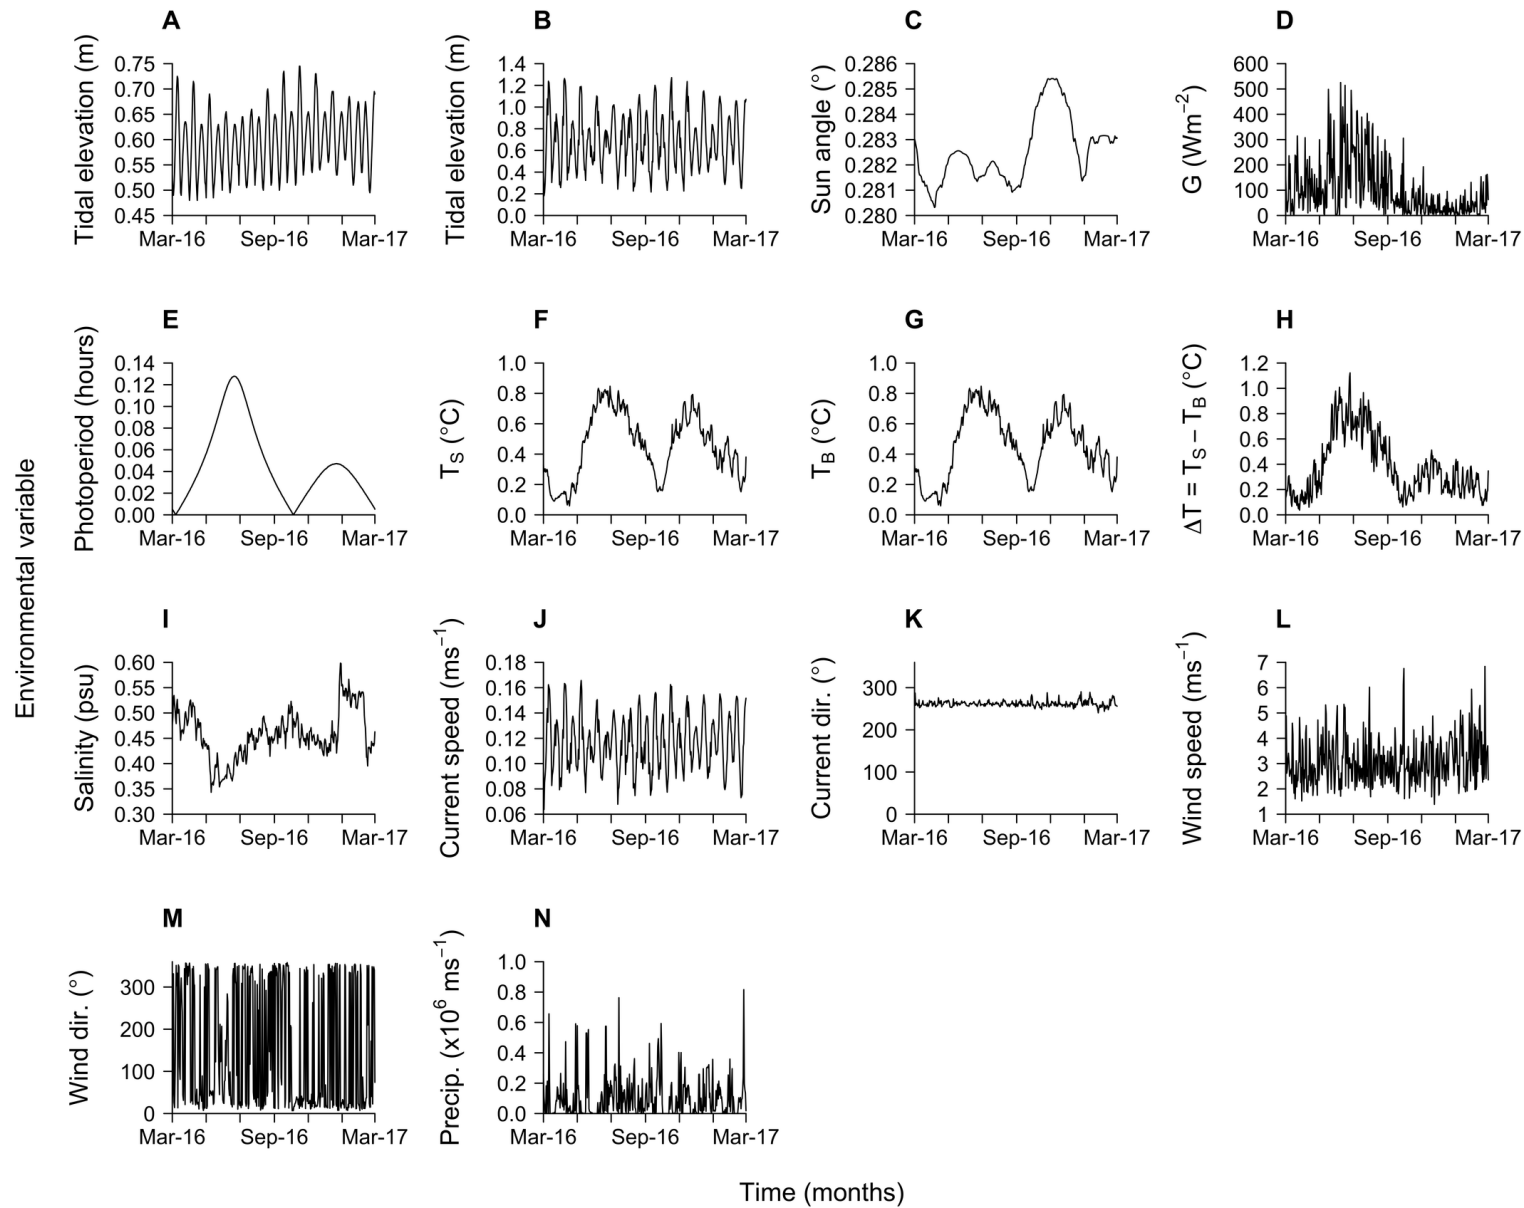 A
Tidal elevation (m)
0.75
0.70
0.65
0.60
0.55
0.50
0.45
Mar-16 Sep-16 Mar-17
B
Tidal elevation (m)
1.4
1.2
1.0
0.8
0.6
0.4
0.2
0.0
Mar-16 Sep-16 Mar-17
C
Sun angle (°)
0.286
0.285
0.284
0.283
0.282
0.281
0.280
Mar-16 Sep-16 Mar-17
D
G (Wm⁻²)
600
500
400
300
200
100
0
Mar-16 Sep-16 Mar-17
Environmental variable
E
Photoperiod (hours)
0.14
0.12
0.10
0.08
0.06
0.04
0.02
0.00
Mar-16 Sep-16 Mar-17
F
T_S (°C)
1.0
0.8
0.6
0.4
0.2
0.0
Mar-16 Sep-16 Mar-17
G
T_B (°C)
1.0
0.8
0.6
0.4
0.2
0.0
Mar-16 Sep-16 Mar-17
H
ΔT = T_S − T_B (°C)
1.2
1.0
0.8
0.6
0.4
0.2
0.0
Mar-16 Sep-16 Mar-17
I
Salinity (psu)
0.60
0.55
0.50
0.45
0.40
0.35
0.30
Mar-16 Sep-16 Mar-17
J
Current speed (ms⁻¹)
0.18
0.16
0.14
0.12
0.10
0.08
0.06
Mar-16 Sep-16 Mar-17
K
Current dir. (°)
300
200
100
0
Mar-16 Sep-16 Mar-17
L
Wind speed (ms⁻¹)
7
6
5
4
3
2
1
Mar-16 Sep-16 Mar-17
M
Wind dir. (°)
300
200
100
0
Mar-16 Sep-16 Mar-17
N
Precip. (x10⁶ ms⁻¹)
1.0
0.8
0.6
0.4
0.2
0.0
Mar-16 Sep-16 Mar-17
Time (months)